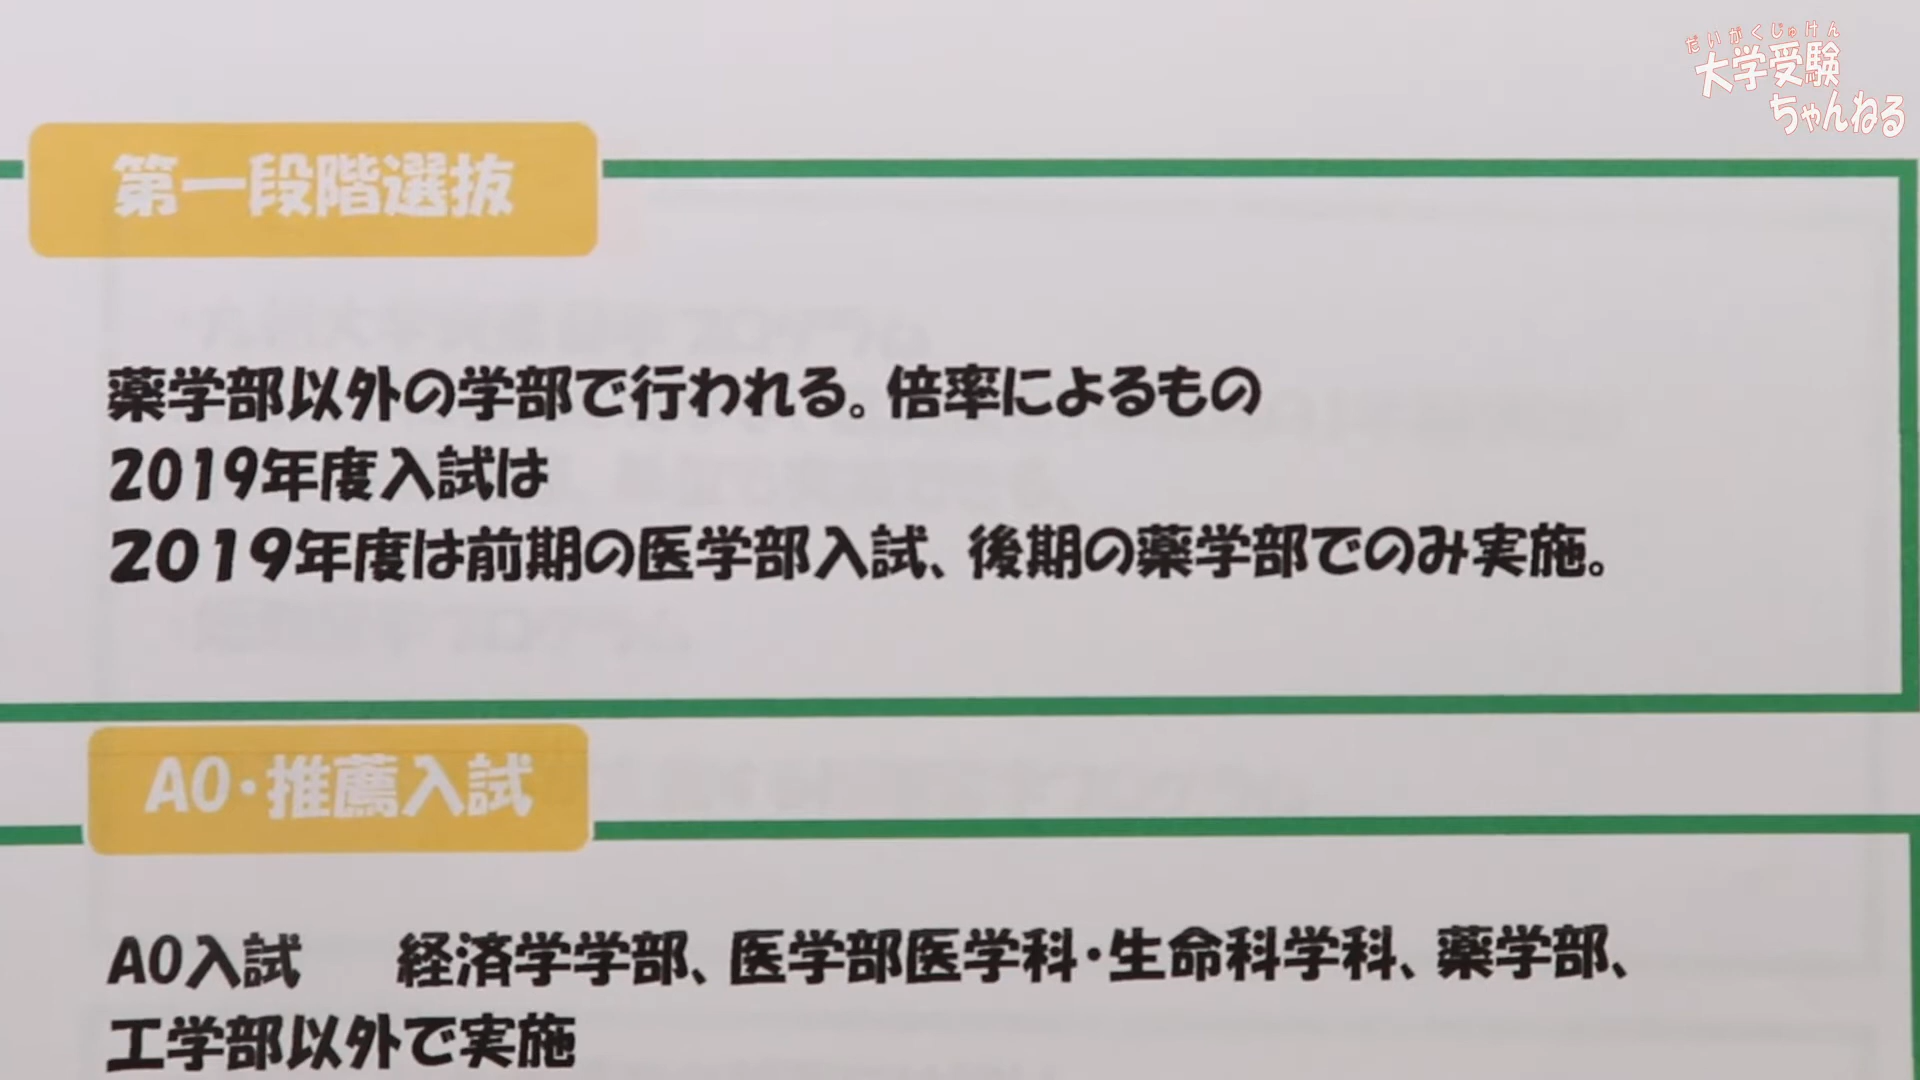 だいがくじゅけん
大学受験
ちゃんねる
第一段階選抜
薬学部以外の学部で行われる。倍率によるもの
2019年度入試は
2019年度は前期の医学部入試、後期の薬学部でのみ実施。
AO・推薦入試
AO入試 経済学学部、医学部医学科・生命科学科、薬学部、
工学部以外で実施